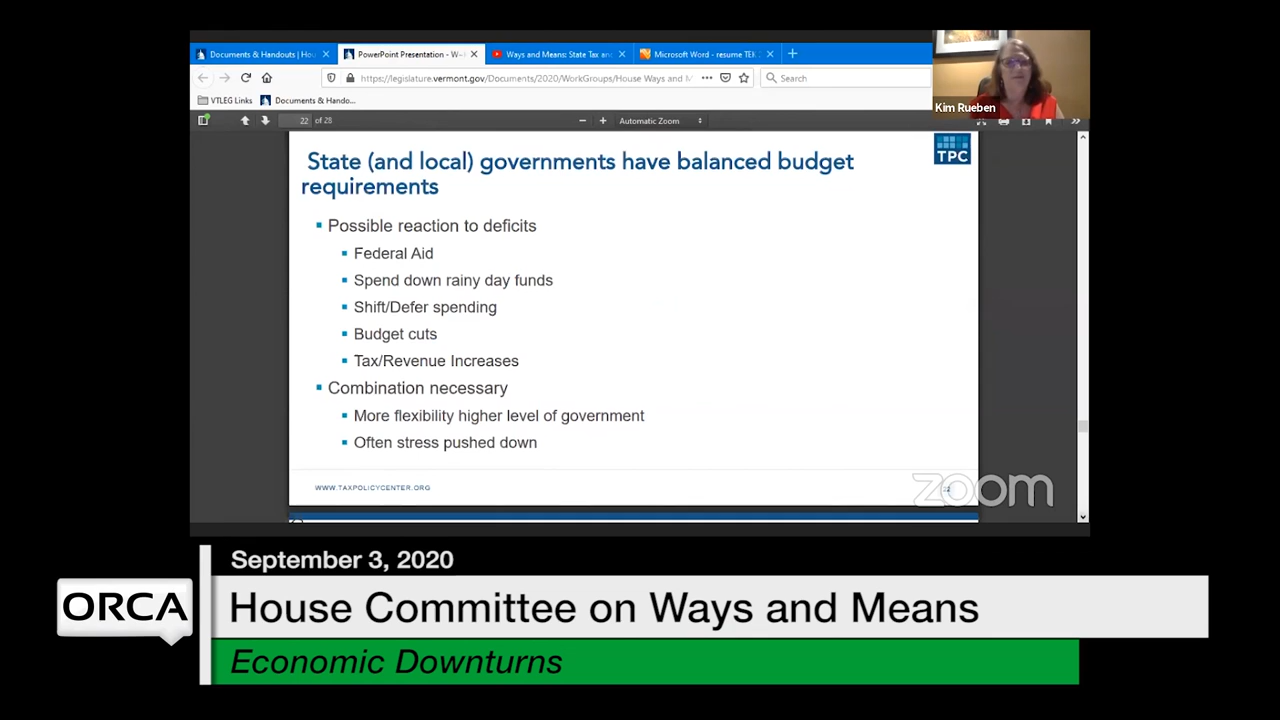 Documents & Handouts | Hou
PowerPoint Presentation - W
Ways and Means: State Tax an
Microsoft Word - resume TEK
https://legislature.vermont.gov/Documents/2020/WorkGroups/House Ways and M
Search
VTLEG Links
Documents & Hando...
Kim Rueben
22 of 28
Automatic Zoom
State (and local) governments have balanced budget
requirements
TPC
Possible reaction to deficits
Federal Aid
Spend down rainy day funds
Shift/Defer spending
Budget cuts
Tax/Revenue Increases
Combination necessary
More flexibility higher level of government
Often stress pushed down
WWW.TAXPOLICYCENTER.ORG
zoom
September 3, 2020
ORCA
House Committee on Ways and Means
Economic Downturns